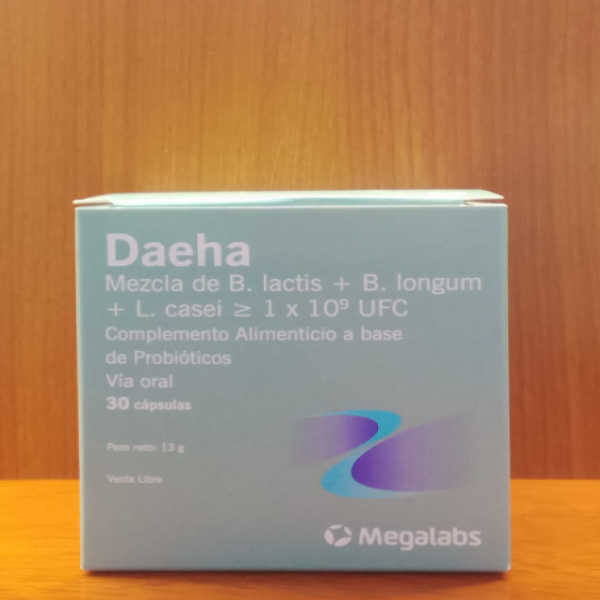 Daeha
Mezcla de B. lactis + B. longum
+ L. casei ≥ 1 x 10⁹ UFC
Complemento Alimenticio a base
de Probióticos
Vía oral
30 cápsulas
Peso neto: 13 g
Venta Libre
Megalabs